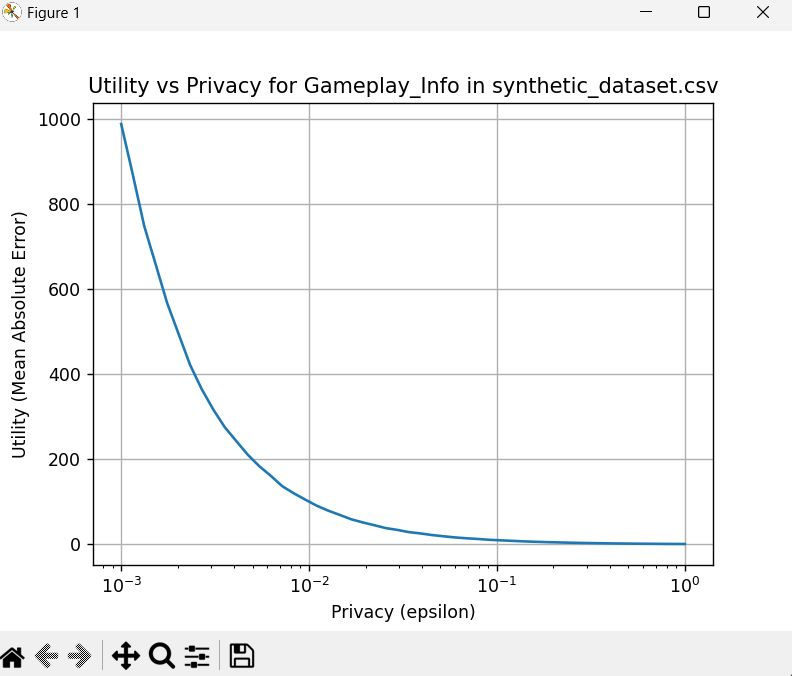 Figure 1
Utility vs Privacy for Gameplay_Info in synthetic_dataset.csv
1000
800
600
400
200
0
Utility (Mean Absolute Error)
10⁻³ 10⁻² 10⁻¹ 10⁰
Privacy (epsilon)